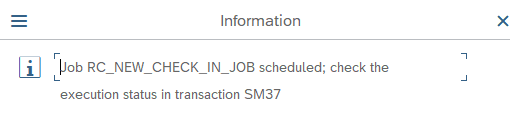 Information
Job RC_NEW_CHECK_IN_JOB scheduled; check the
execution status in transaction SM37